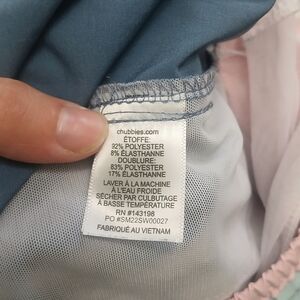 chubbies.com
ÉTOFFE:
92% POLYESTER
8% ÉLASTHANNE
DOUBLURE:
83% POLYESTER
17% ÉLASTHANNE
LAVER À LA MACHINE
À L'EAU FROIDE
SÉCHER PAR CULBUTAGE
À BASSE TEMPÉRATURE
RN #143198
PO #SM22SW00027
FABRIQUÉ AU VIETNAM